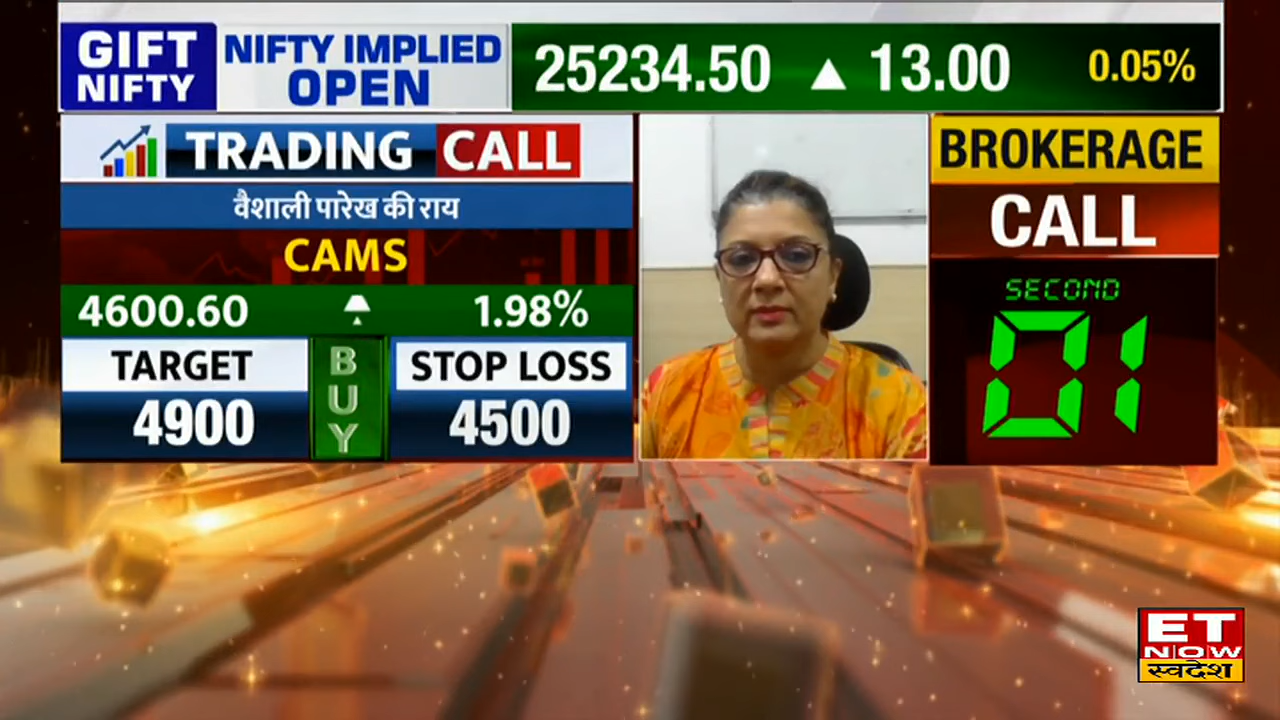 GIFT
NIFTY
NIFTY IMPLIED
OPEN
25234.50 ▲ 13.00 0.05%
TRADING CALL
वैशाली पारेख की राय
CAMS
4600.60 ▲ 1.98%
TARGET
4900
BUY
STOP LOSS
4500
BROKERAGE
CALL
SECOND
01
ET
NOW
स्वदेश